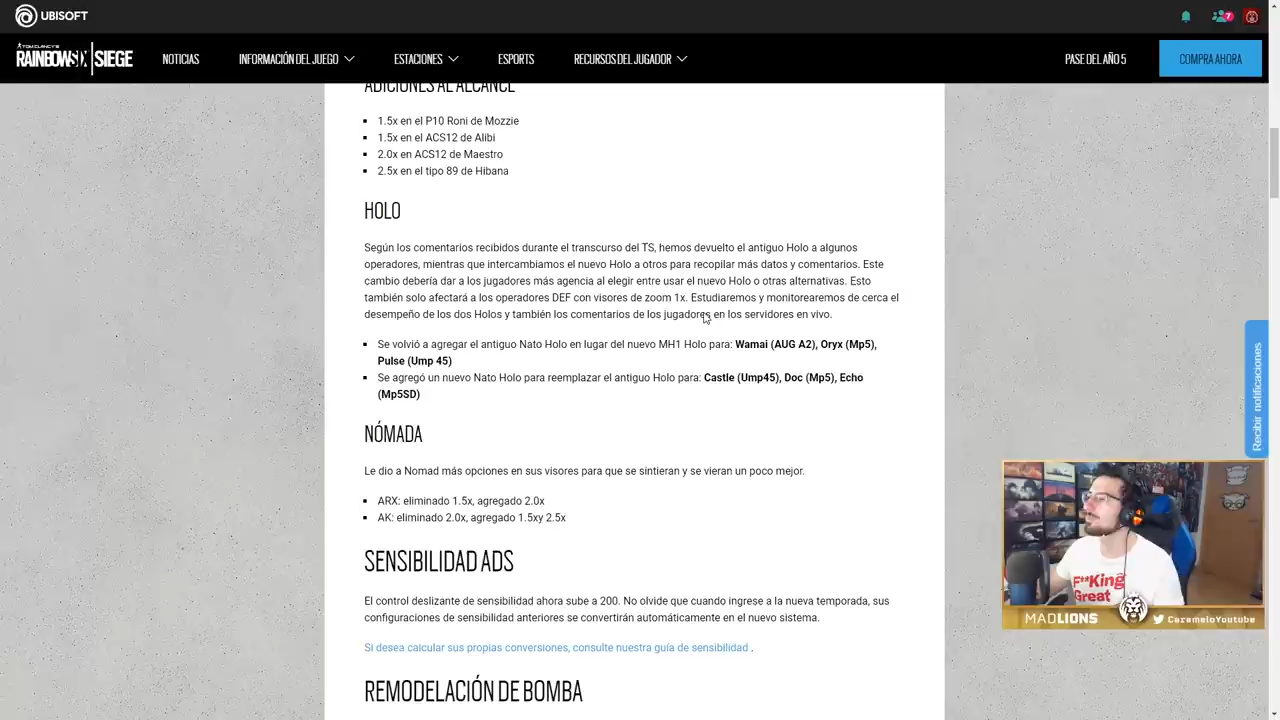 UBISOFT
7
TOM CLANCY'S
RAINBOWSIX | SIEGE
NOTICIAS
INFORMACIÓN DEL JUEGO
ESTACIONES
ESPORTS
RECURSOS DEL JUGADOR
PASE DEL AÑO 5
COMPRA AHORA
ADICIONES AL ALCANCE
1.5x en el P10 Roni de Mozzie
1.5x en el ACS12 de Alibi
2.0x en ACS12 de Maestro
2.5x en el tipo 89 de Hibana
HOLO
Según los comentarios recibidos durante el transcurso del TS, hemos devuelto el antiguo Holo a algunos
operadores, mientras que intercambiamos el nuevo Holo a otros para recopilar más datos y comentarios. Este
cambio debería dar a los jugadores más agencia al elegir entre usar el nuevo Holo o otras alternativas. Esto
también solo afectará a los operadores DEF con visores de zoom 1x. Estudiaremos y monitorearemos de cerca el
desempeño de los dos Holos y también los comentarios de los jugadores en los servidores en vivo.
Se volvió a agregar el antiguo Nato Holo en lugar del nuevo MH1 Holo para: Wamai (AUG A2), Oryx (Mp5),
Pulse (Ump 45)
Se agregó un nuevo Nato Holo para reemplazar el antiguo Holo para: Castle (Ump45), Doc (Mp5), Echo
(Mp5SD)
NÓMADA
Le dio a Nomad más opciones en sus visores para que se sintieran y se vieran un poco mejor.
ARX: eliminado 1.5x, agregado 2.0x
AK: eliminado 2.0x, agregado 1.5xy 2.5x
SENSIBILIDAD ADS
El control deslizante de sensibilidad ahora sube a 200. No olvide que cuando ingrese a la nueva temporada, sus
configuraciones de sensibilidad anteriores se convertirán automáticamente en el nuevo sistema.
Si desea calcular sus propias conversiones, consulte nuestra guía de sensibilidad .
REMODELACIÓN DE BOMBA
Recibir notificaciones
F**King
Great
MADLIONS
CarameloYoutube